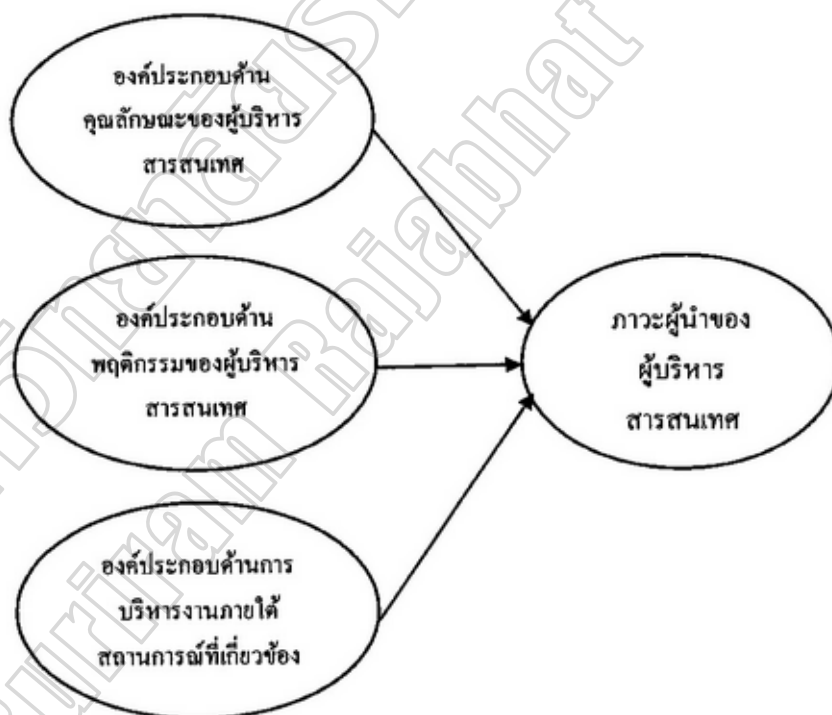 องค์ประกอบด้าน
คุณลักษณะของผู้บริหาร
สารสนเทศ
องค์ประกอบด้าน
พฤติกรรมของผู้บริหาร
สารสนเทศ
องค์ประกอบด้านการ
บริหารงานภายใต้
สถานการณ์ที่เกี่ยวข้อง
ภาวะผู้นำของ
ผู้บริหาร
สารสนเทศ
Buriram Rajabhat